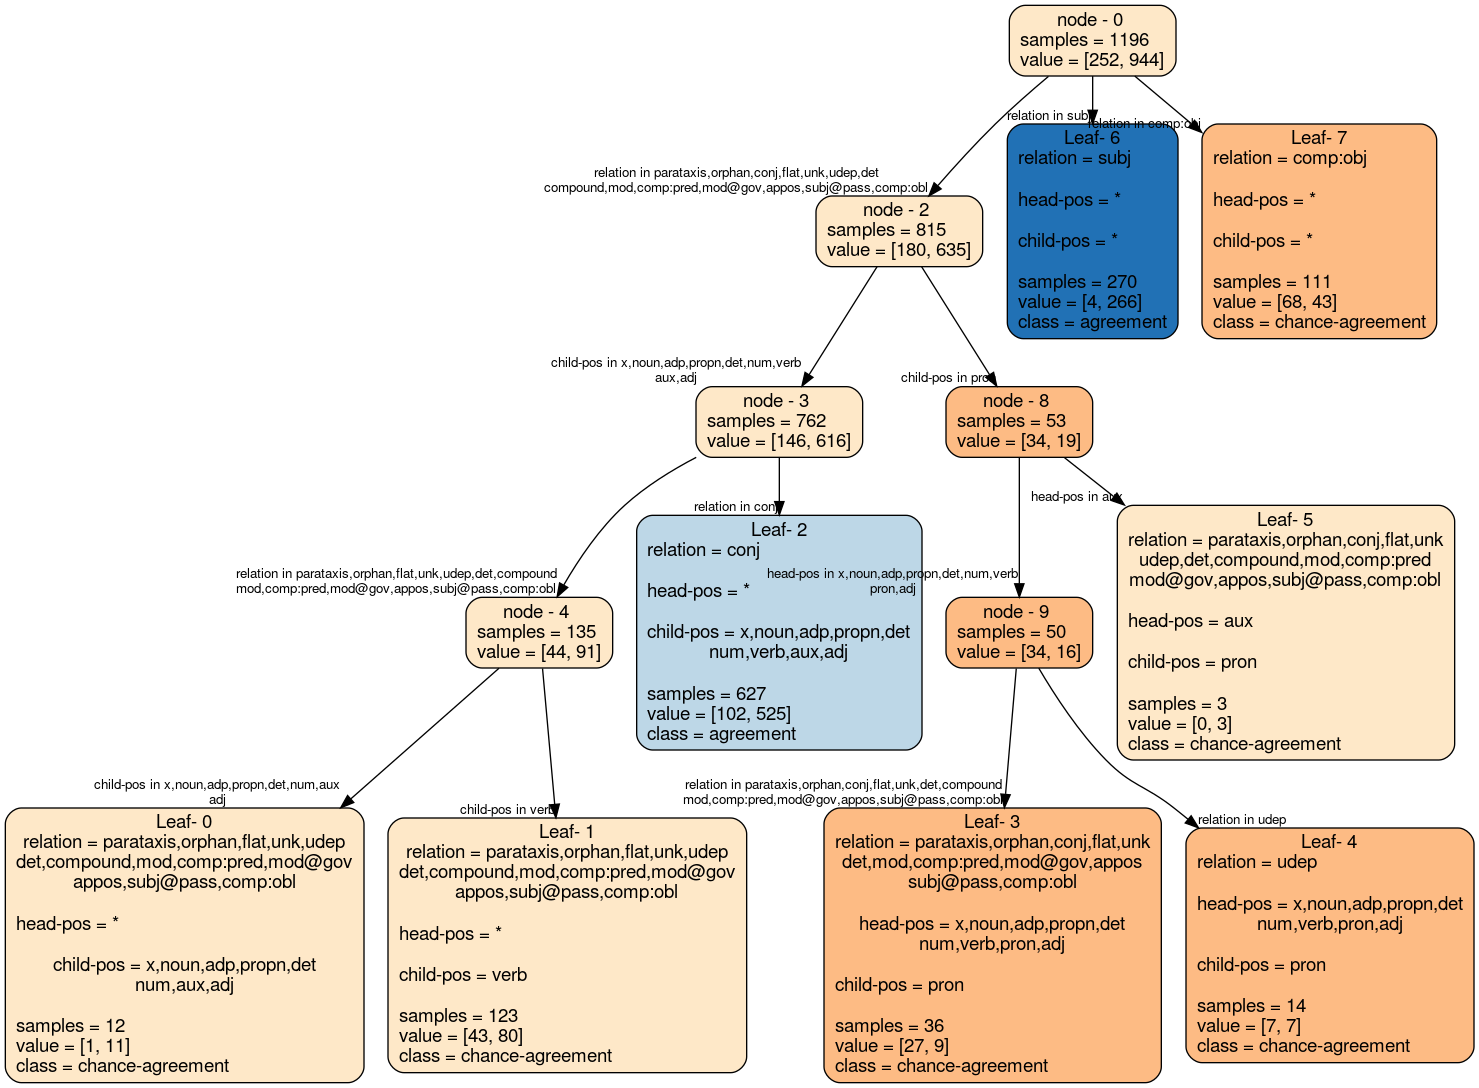 node - 0
samples = 1196
value = [252, 944]
relation in subj
relation in comp:obj
Leaf- 6
relation = subj
head-pos = *
child-pos = *
samples = 270
value = [4, 266]
class = agreement
Leaf- 7
relation = comp:obj
head-pos = *
child-pos = *
samples = 111
value = [68, 43]
class = chance-agreement
relation in parataxis,orphan,conj,flat,unk,udep,det
compound,mod,comp:pred,mod@gov,appos,subj@pass,comp:obl
node - 2
samples = 815
value = [180, 635]
child-pos in x,noun,adp,propn,det,num,verb
aux,adj
node - 3
samples = 762
value = [146, 616]
child-pos in pron
node - 8
samples = 53
value = [34, 19]
relation in conj
Leaf- 2
relation = conj
head-pos = *
child-pos = x,noun,adp,propn,det
num,verb,aux,adj
samples = 627
value = [102, 525]
class = agreement
head-pos in aux
Leaf- 5
relation = parataxis,orphan,conj,flat,unk
udep,det,compound,mod,comp:pred
mod@gov,appos,subj@pass,comp:obl
head-pos = aux
child-pos = pron
samples = 3
value = [0, 3]
class = chance-agreement
relation in parataxis,orphan,flat,unk,udep,det,compound
mod,comp:pred,mod@gov,appos,subj@pass,comp:obl
node - 4
samples = 135
value = [44, 91]
head-pos in x,noun,adp,propn,det,num,verb
pron,adj
node - 9
samples = 50
value = [34, 16]
child-pos in x,noun,adp,propn,det,num,aux
adj
Leaf- 0
relation = parataxis,orphan,flat,unk,udep
det,compound,mod,comp:pred,mod@gov
appos,subj@pass,comp:obl
head-pos = *
child-pos = x,noun,adp,propn,det
num,aux,adj
samples = 12
value = [1, 11]
class = chance-agreement
child-pos in verb
Leaf- 1
relation = parataxis,orphan,flat,unk,udep
det,compound,mod,comp:pred,mod@gov
appos,subj@pass,comp:obl
head-pos = *
child-pos = verb
samples = 123
value = [43, 80]
class = chance-agreement
relation in parataxis,orphan,conj,flat,unk,det,compound
mod,comp:pred,mod@gov,appos,subj@pass,comp:obl
Leaf- 3
relation = parataxis,orphan,conj,flat,unk
det,mod,comp:pred,mod@gov,appos
subj@pass,comp:obl
head-pos = x,noun,adp,propn,det
num,verb,pron,adj
child-pos = pron
samples = 36
value = [27, 9]
class = chance-agreement
relation in udep
Leaf- 4
relation = udep
head-pos = x,noun,adp,propn,det
num,verb,pron,adj
child-pos = pron
samples = 14
value = [7, 7]
class = chance-agreement